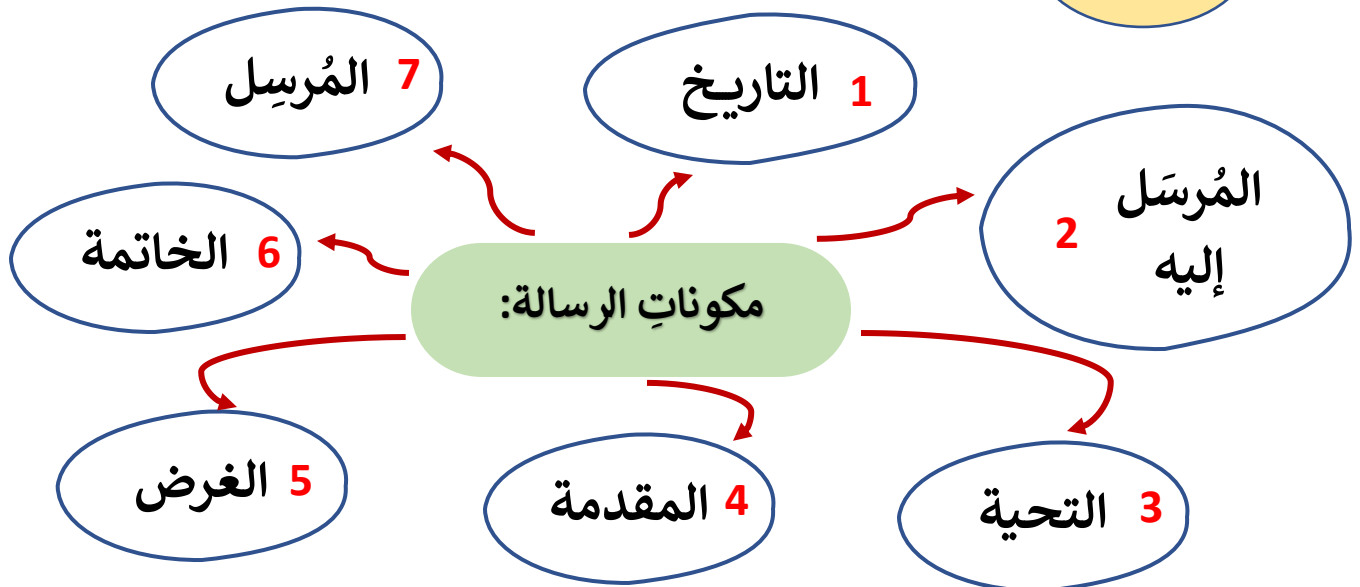 مكوناتِ الرسالة:
1 التاريخ
2 المُرسَل
إليه
3 التحية
4 المقدمة
5 الغرض
6 الخاتمة
7 المُرسِل